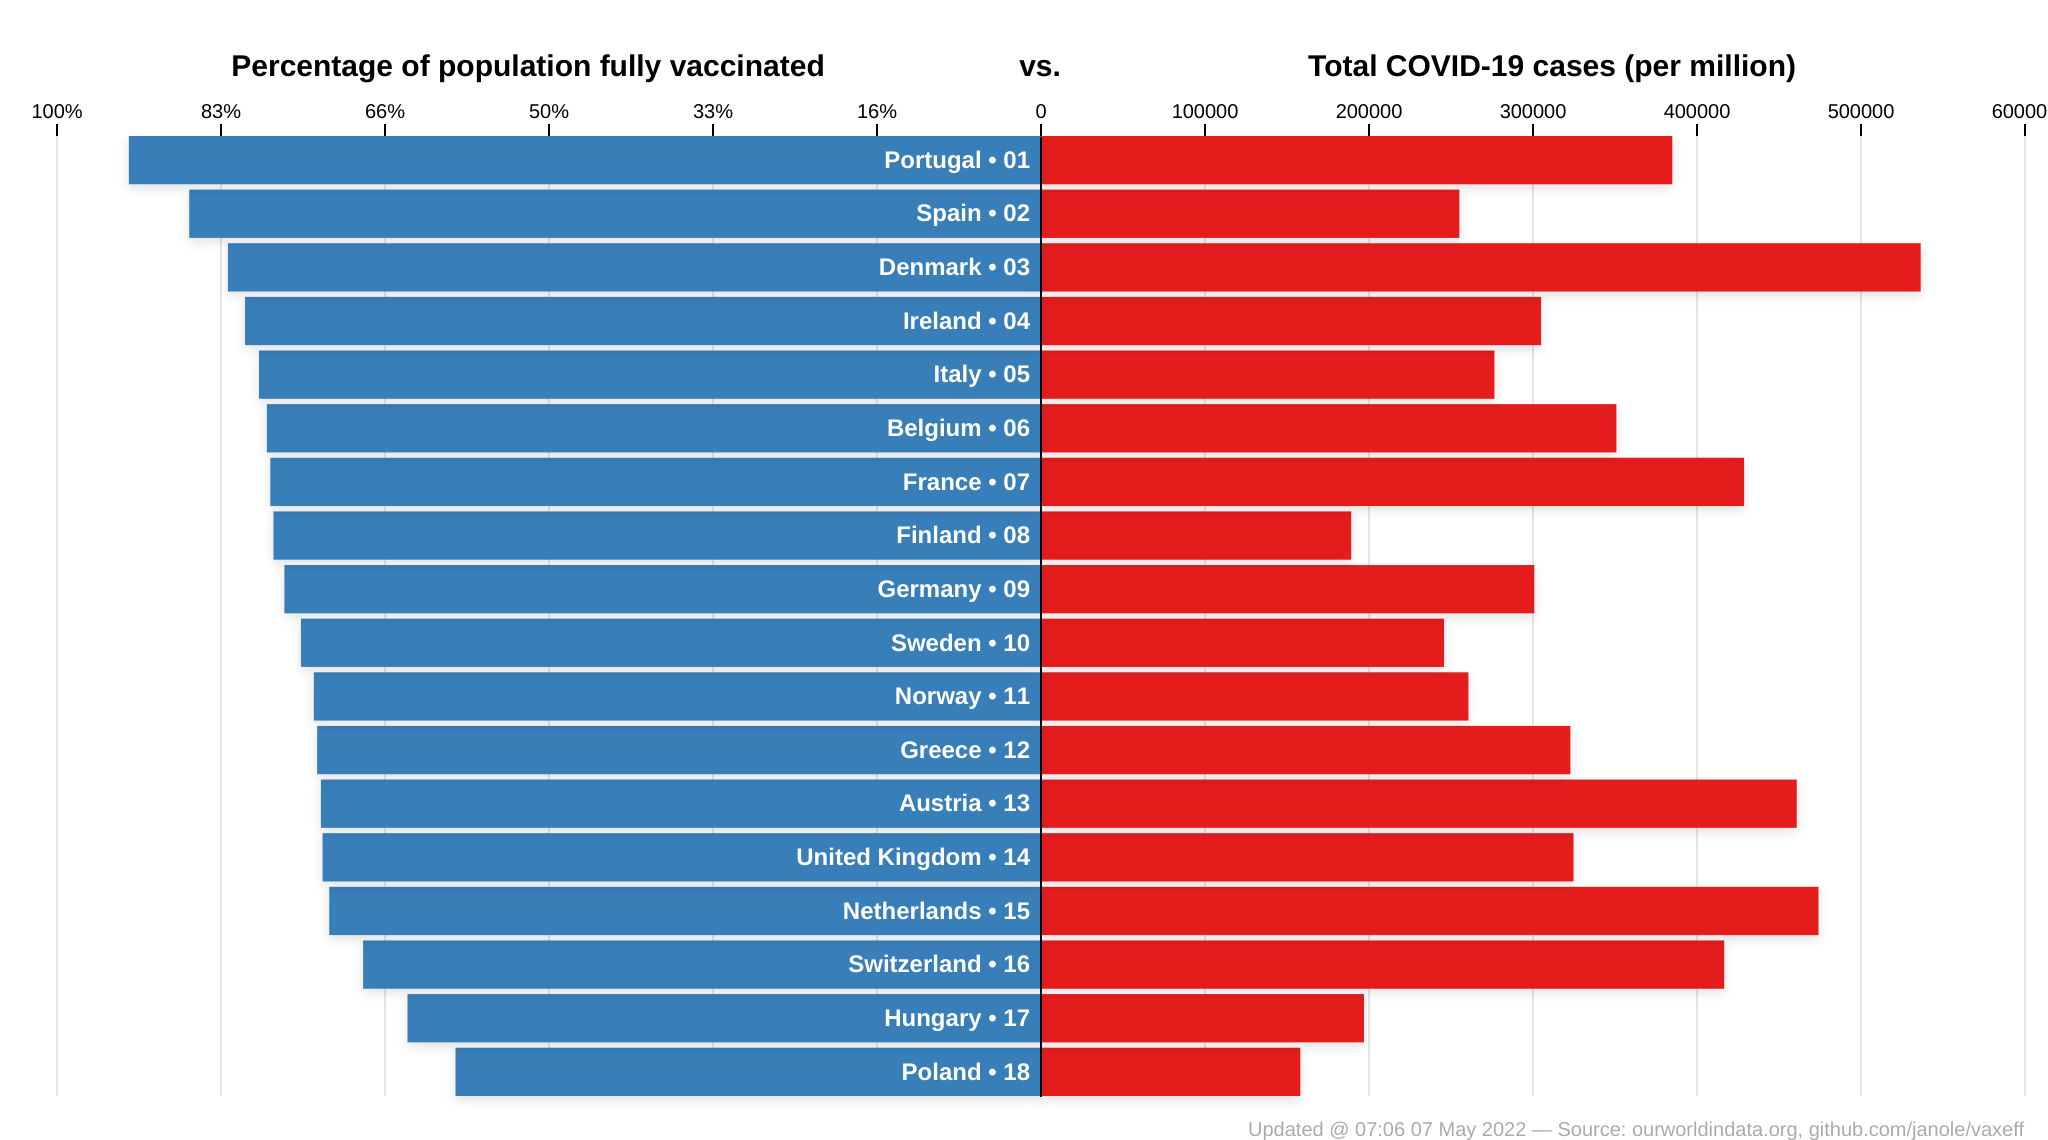 Percentage of population fully vaccinated vs. Total COVID-19 cases (per million)
100% 83% 66% 50% 33% 16% 0 100000 200000 300000 400000 500000 60000
Portugal • 01
Spain • 02
Denmark • 03
Ireland • 04
Italy • 05
Belgium • 06
France • 07
Finland • 08
Germany • 09
Sweden • 10
Norway • 11
Greece • 12
Austria • 13
United Kingdom • 14
Netherlands • 15
Switzerland • 16
Hungary • 17
Poland • 18
Updated @ 07:06 07 May 2022 — Source: ourworldindata.org, github.com/janole/vaxeff